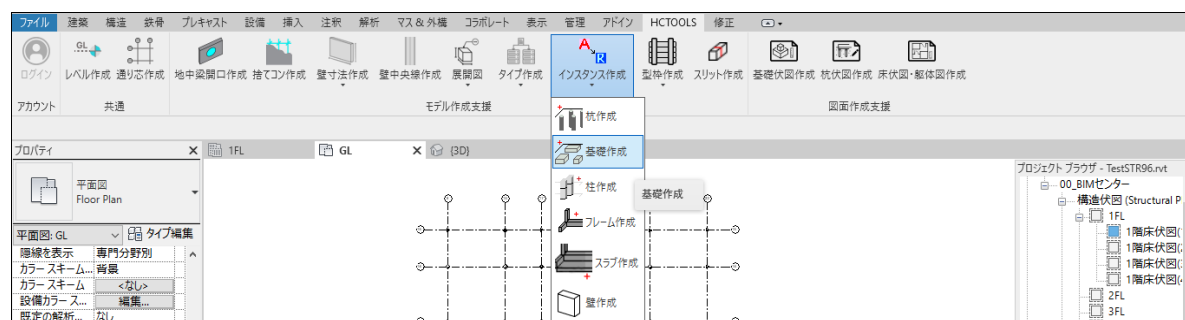 ファイル 建築 構造 鉄骨 プレキャスト 設備 挿入 注釈 解析 マス & 外構 コラボレート 表示 管理 アドイン HCTOOLS 修正
GL
A
R
ログイン レベル作成 通り芯作成 地中梁開口作成 捨てコン作成 壁寸法作成 壁中央線作成 展開図 タイプ作成 インスタンス作成 型枠作成 スリット作成 基礎伏図作成 杭伏図作成 床伏図・躯体図作成
アカウント 共通 モデル作成支援 図面作成支援
杭作成
基礎作成
柱作成
フレーム作成
スラブ作成
壁作成
基礎作成
プロパティ X
1FL GL X {3D}
平面図
Floor Plan
平面図: GL タイプ編集
隠線を表示 専門分野別
カラー スキーム... 背景
カラー スキーム <なし>
設備カラー ス... 編集...
既定の解析... なし
プロジェクト ブラウザ - TestSTR96.rvt
00_BIMセンター
構造伏図 (Structural P
1FL
1階床伏図(
1階床伏図(
1階床伏図(
1階床伏図(
2FL
3FL